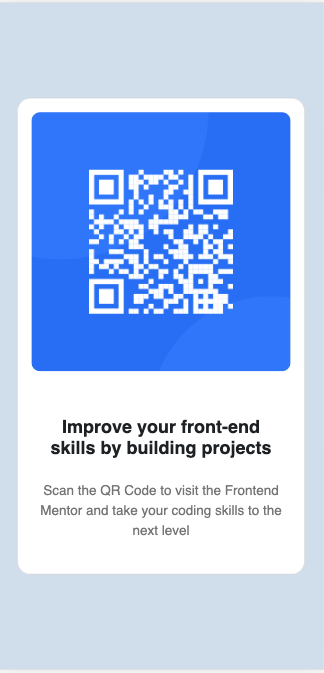 Improve your front-end
skills by building projects
Scan the QR Code to visit the Frontend
Mentor and take your coding skills to the
next level